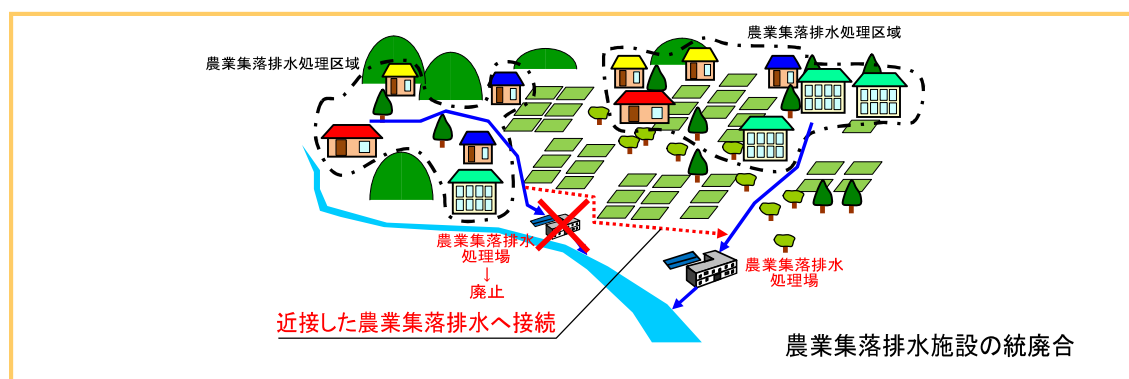 農業集落排水処理区域
農業集落排水処理区域
農業集落排水
処理場
↓
廃止
農業集落排水
処理場
近接した農業集落排水へ接続
農業集落排水施設の統廃合